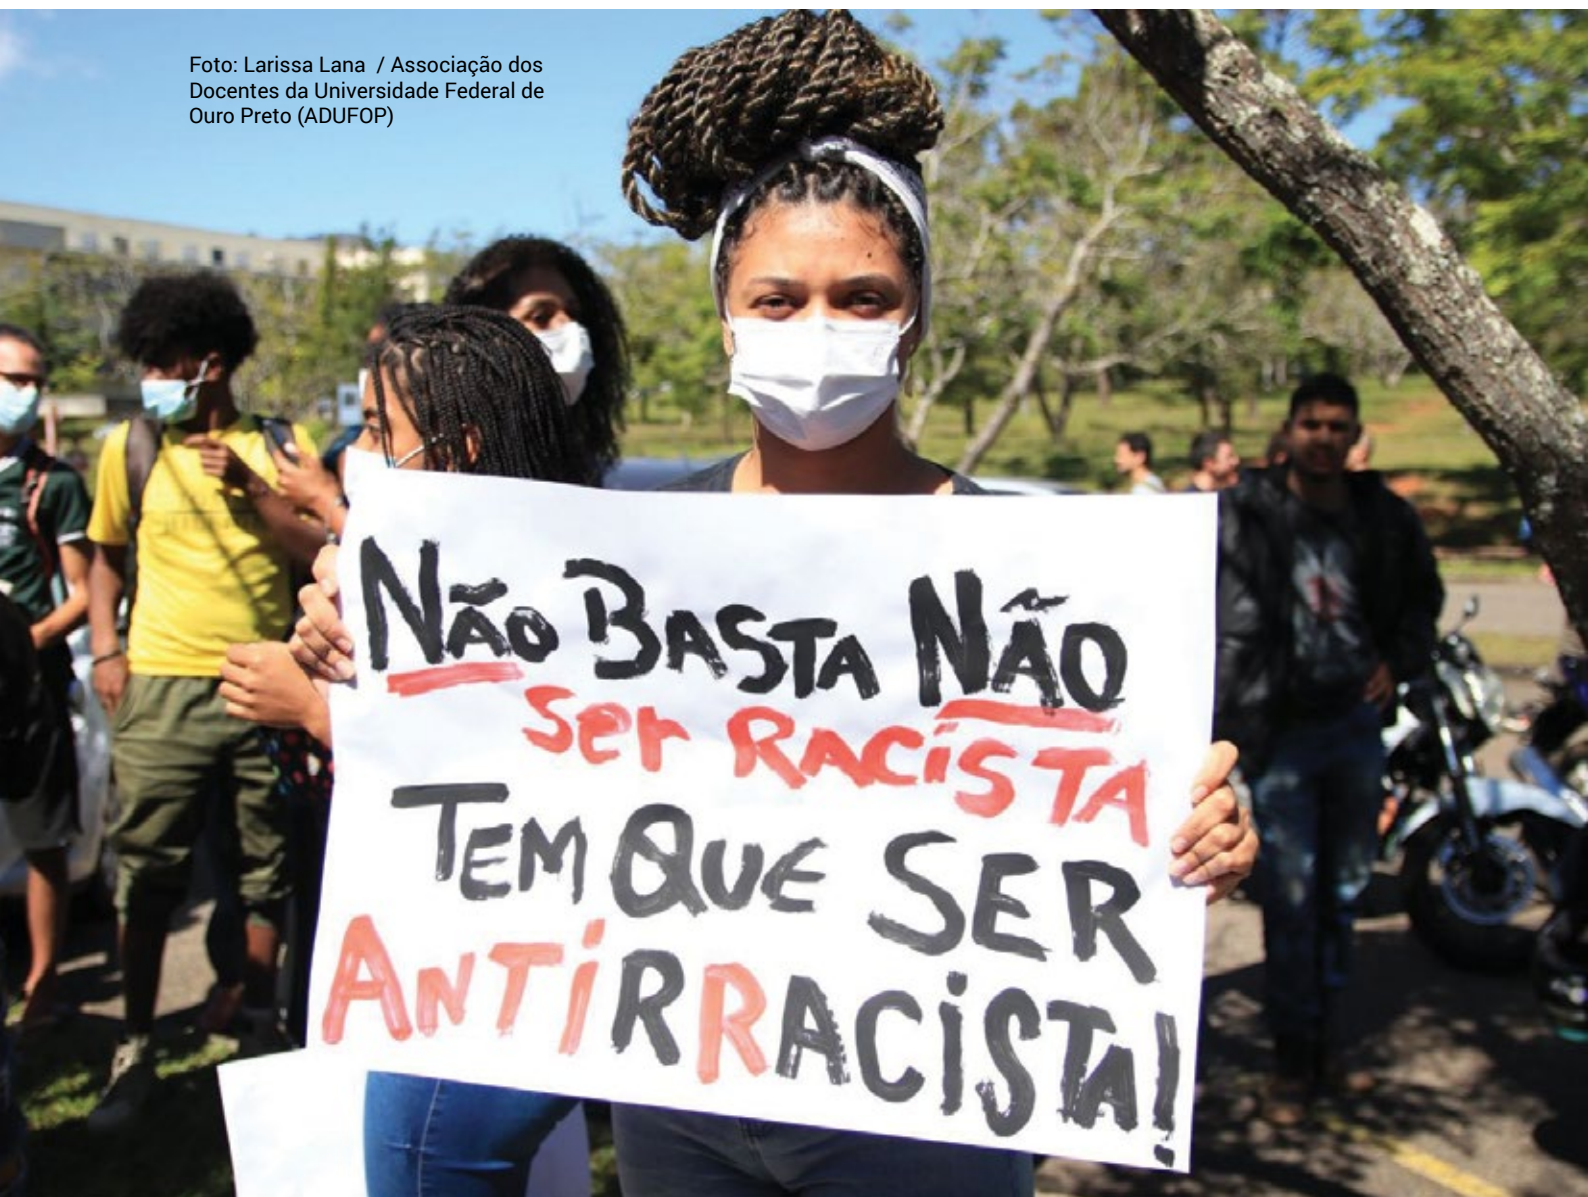 Foto: Larissa Lana / Associação dos
Docentes da Universidade Federal de
Ouro Preto (ADUFOP)
NÃO BASTA NÃO
Ser RACiSTA
TEM QUE SER
ANTiRRACiSTA!